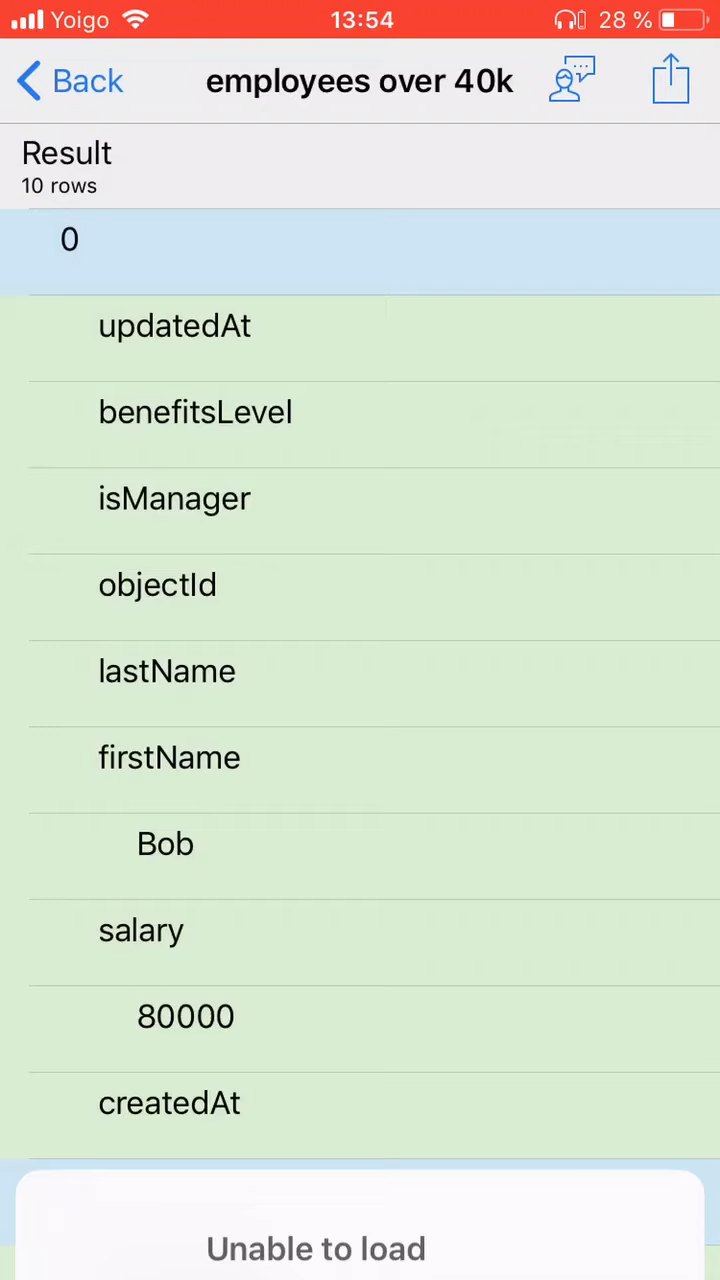 Yoigo 13:54 28 %
Back employees over 40k
Result
10 rows
0
updatedAt
benefitsLevel
isManager
objectId
lastName
firstName
Bob
salary
80000
createdAt
Unable to load